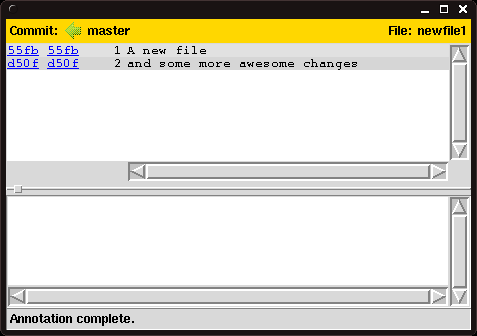 Commit: master File: newfile1
55fb 55fb 1 A new file
d50f d50f 2 and some more awesome changes
Annotation complete.